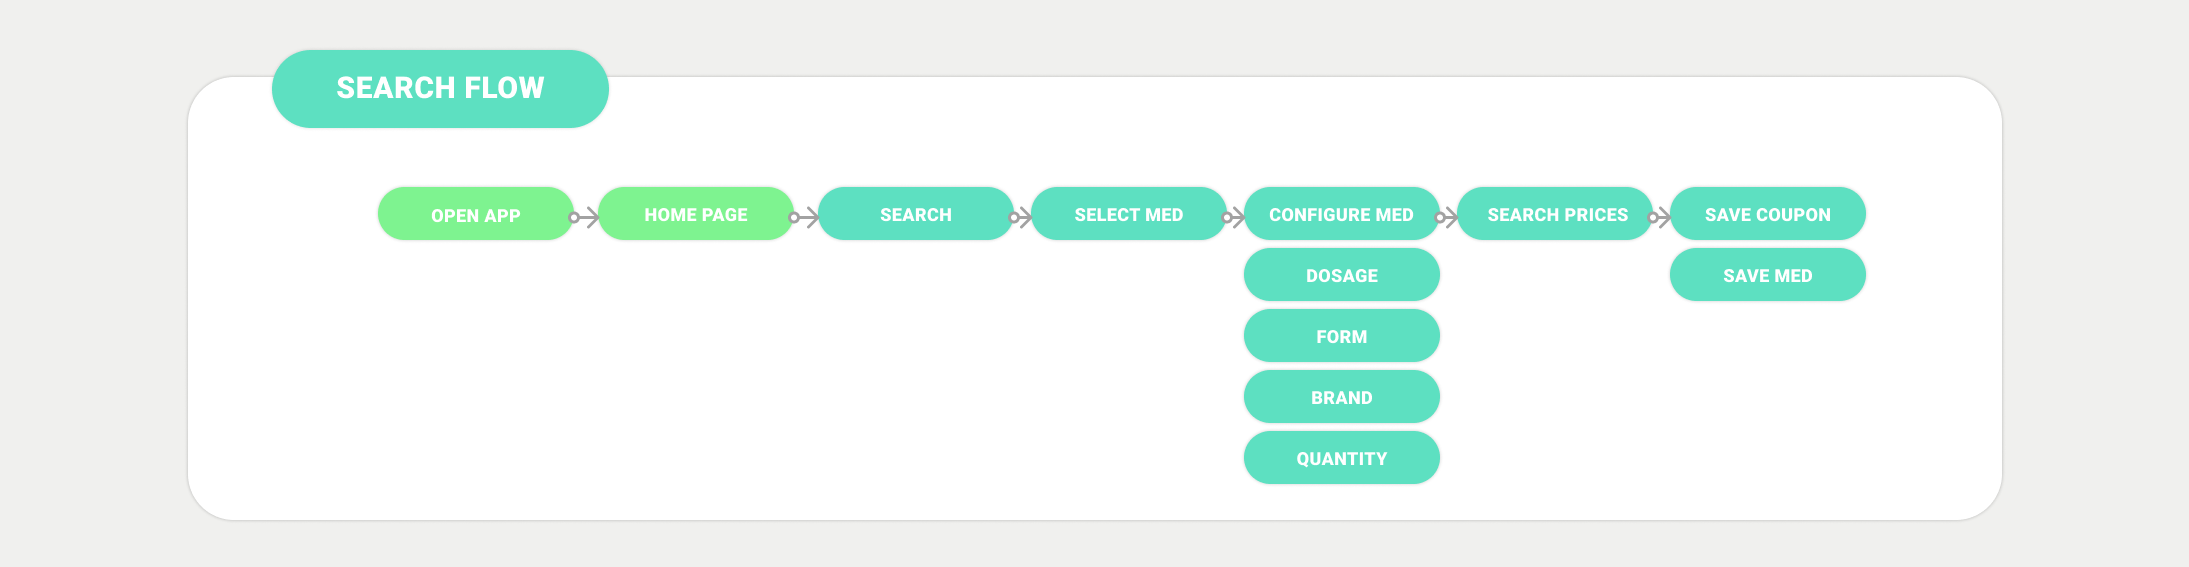 SEARCH FLOW
OPEN APP
HOME PAGE
SEARCH
SELECT MED
CONFIGURE MED
SEARCH PRICES
SAVE COUPON
DOSAGE
SAVE MED
FORM
BRAND
QUANTITY